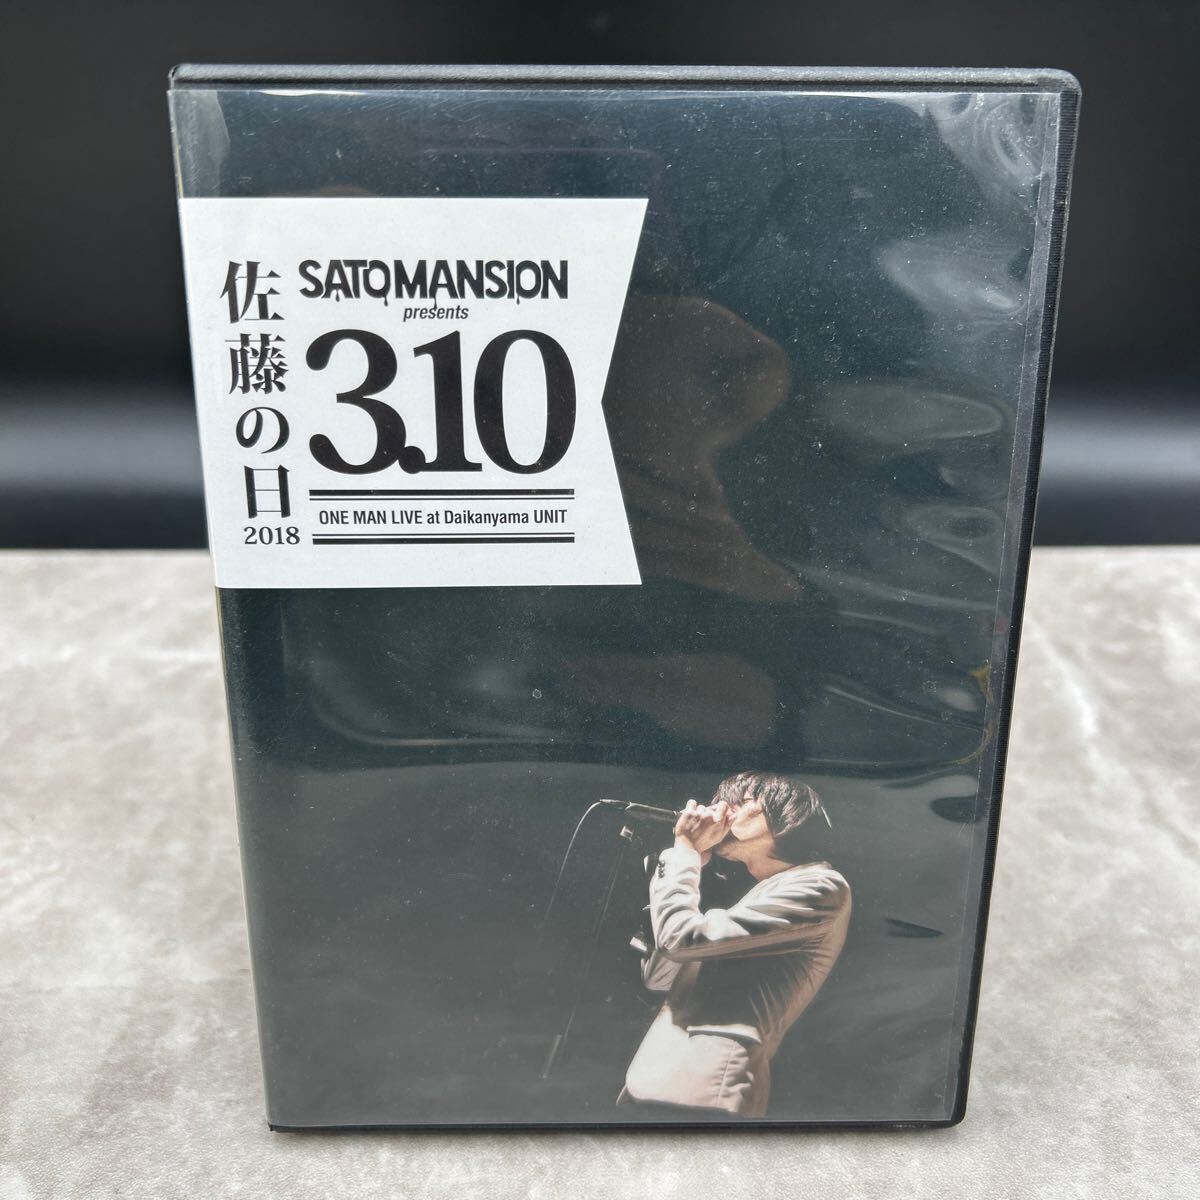 佐藤の日
2018
SATOMANSION
presents
3.10
ONE MAN LIVE at Daikanyama UNIT